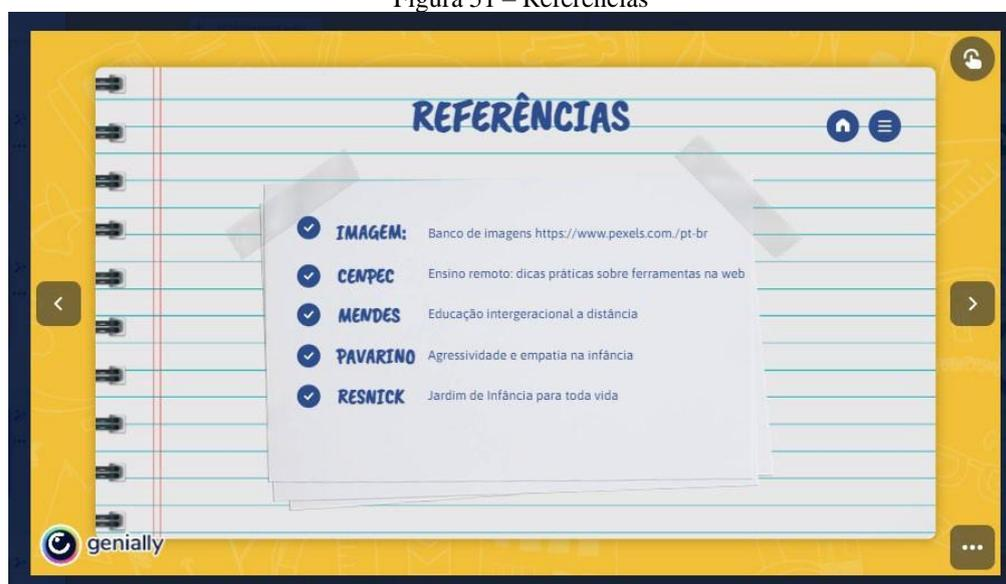 Figura 31 – Referências
REFERÊNCIAS
IMAGEM: Banco de imagens https://www.pexels.com./pt-br
CENPEC Ensino remoto: dicas práticas sobre ferramentas na web
MENDES Educação intergeracional a distância
PAVARINO Agressividade e empatia na infância
RESNICK Jardim de Infância para toda vida
genially